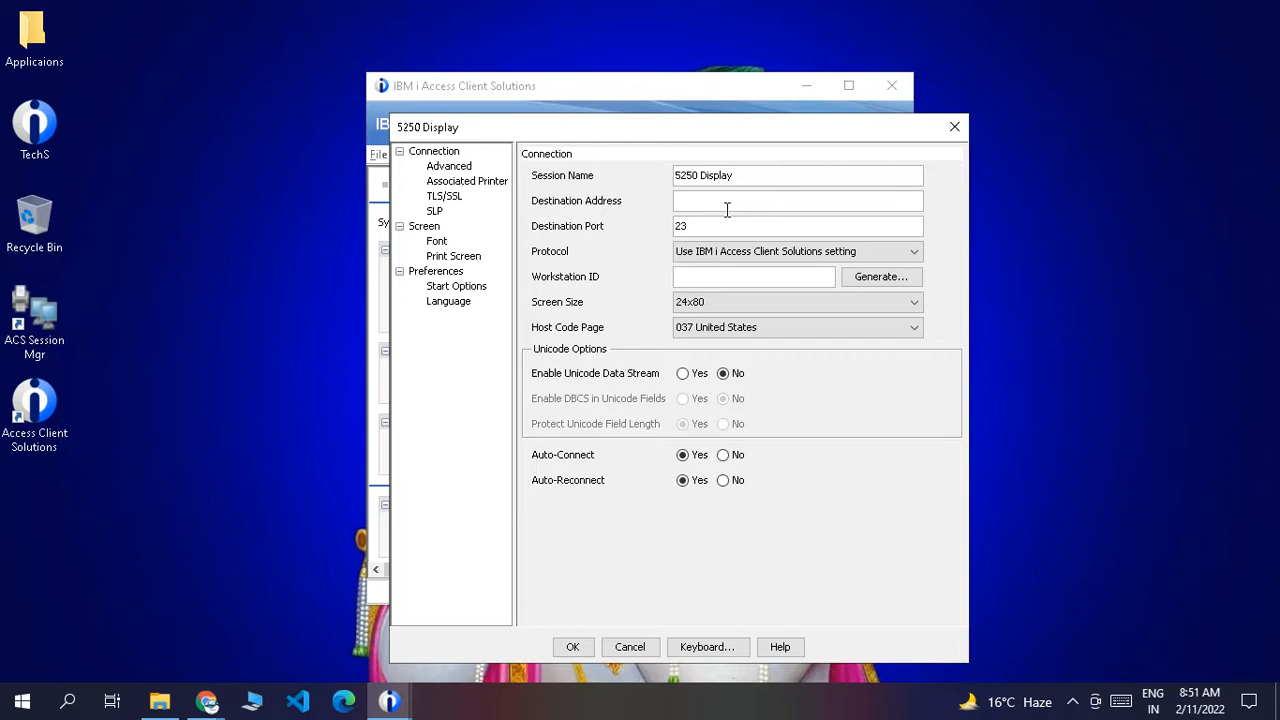 Applicaions
TechS
Recycle Bin
ACS Session
Mgr
Access Client
Solutions
IBM i Access Client Solutions
IB
File
Sy
5250 Display
Connection
Advanced
Associated Printer
TLS/SSL
SLP
Screen
Font
Print Screen
Preferences
Start Options
Language
Connection
Session Name 5250 Display
Destination Address
Destination Port 23
Protocol Use IBM i Access Client Solutions setting
Workstation ID Generate...
Screen Size 24x80
Host Code Page 037 United States
Unicode Options
Enable Unicode Data Stream Yes No
Enable DBCS in Unicode Fields Yes No
Protect Unicode Field Length Yes No
Auto-Connect Yes No
Auto-Reconnect Yes No
OK Cancel Keyboard... Help
16°C Haze
ENG
IN
8:51 AM
2/11/2022